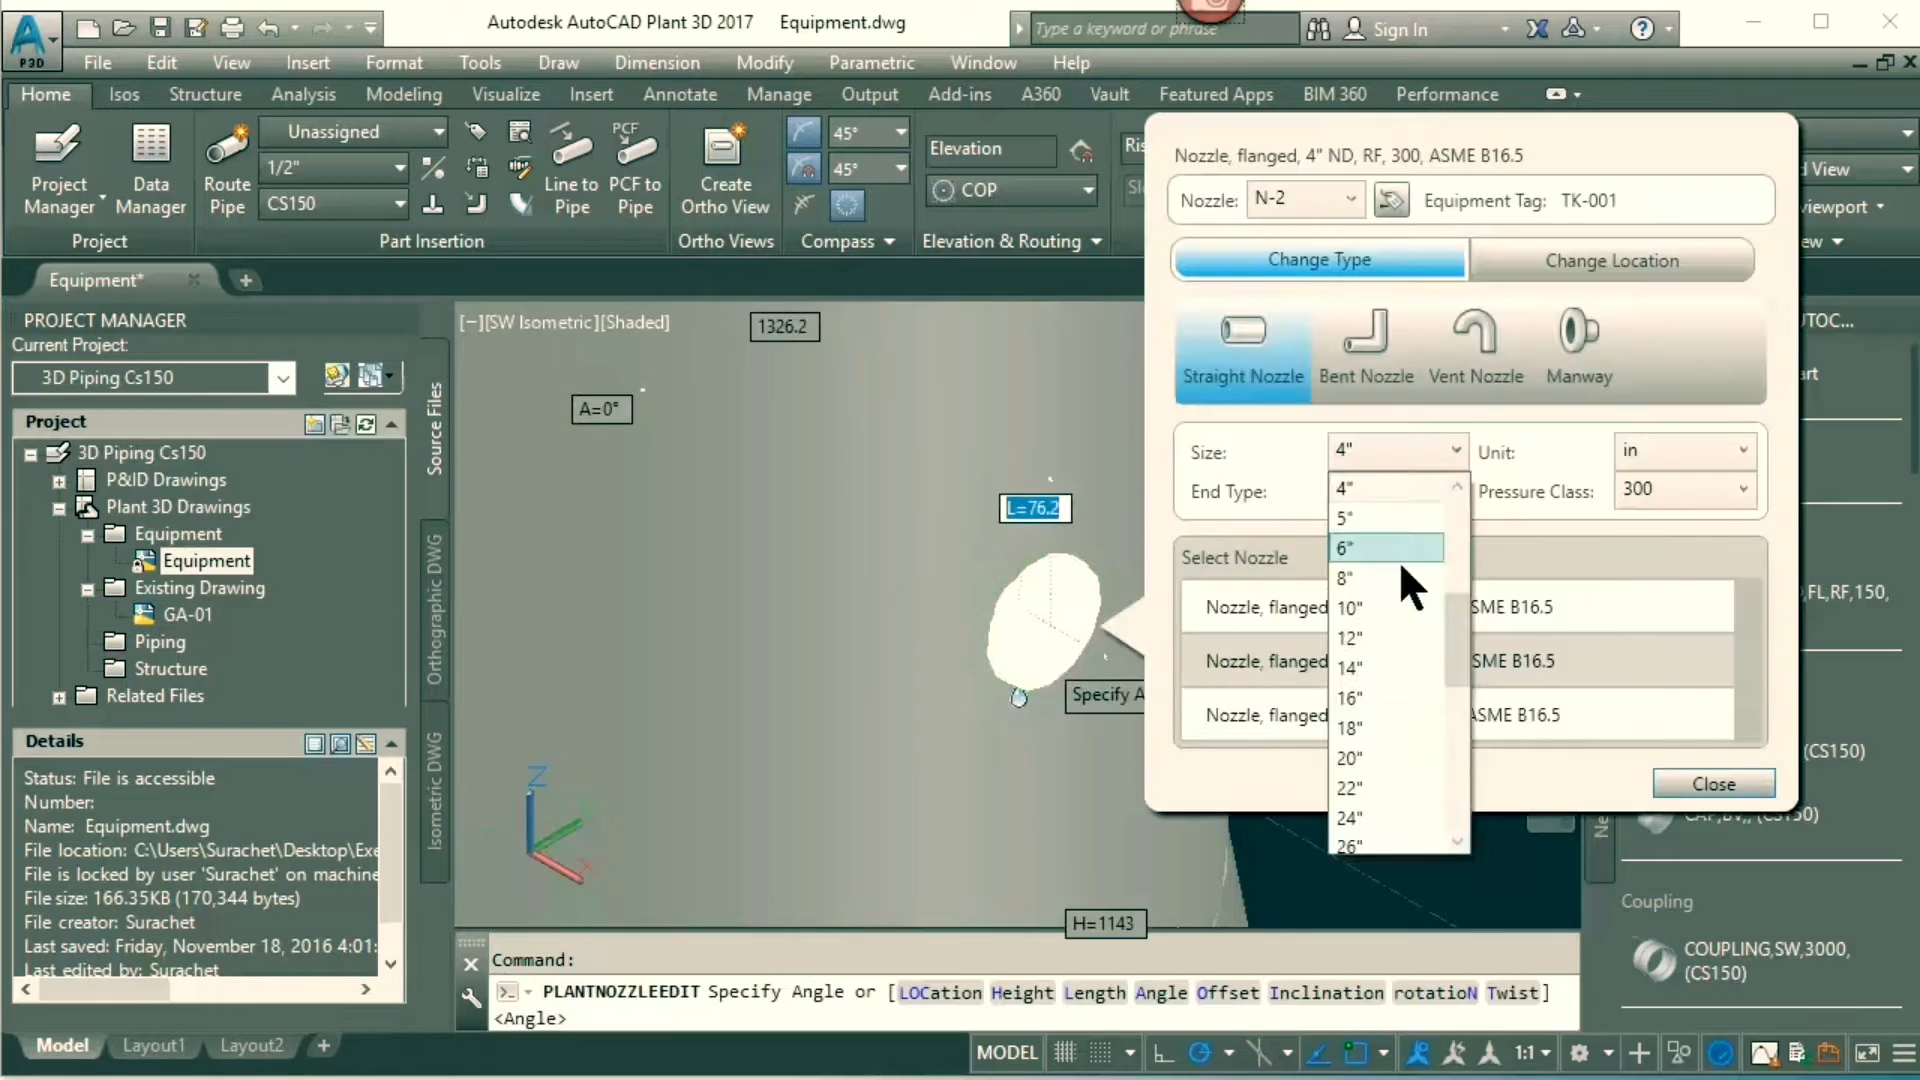 Autodesk AutoCAD Plant 3D 2017 Equipment.dwg
Type a keyword or phrase
Sign In
P3D
File Edit View Insert Format Tools Draw Dimension Modify Parametric Window Help
Home Isos Structure Analysis Modeling Visualize Insert Annotate Manage Output Add-ins A360 Vault Featured Apps BIM 360 Performance
Project Manager
Data Manager
Project
Route Pipe
Unassigned
1/2"
CS150
Line to Pipe
PCF
PCF to Pipe
Part Insertion
Create Ortho View
Ortho Views
45°
45°
Compass
Elevation
COP
Elevation & Routing
View
Equipment*
PROJECT MANAGER
Current Project:
3D Piping Cs150
Project
3D Piping Cs150
P&ID Drawings
Plant 3D Drawings
Equipment
Equipment
Existing Drawing
GA-01
Piping
Structure
Related Files
Source Files
Orthographic DWG
Isometric DWG
Details
Status: File is accessible
Number:
Name: Equipment.dwg
File location: C:\Users\Surachet\Desktop\Exe
File is locked by user 'Surachet' on machine
File size: 166.35KB (170,344 bytes)
File creator: Surachet
Last saved: Friday, November 18, 2016 4:01:
Last edited by: Surachet
[−][SW Isometric][Shaded]
1326.2
A=0°
L=76.2
Specify A
H=1143
Z
Nozzle, flanged, 4" ND, RF, 300, ASME B16.5
Nozzle: N-2 Equipment Tag: TK-001
Change Type Change Location
Straight Nozzle Bent Nozzle Vent Nozzle Manway
Size: 4" Unit: in
End Type: Pressure Class: 300
4"
5"
6"
8"
10"
12"
14"
16"
18"
20"
22"
24"
26"
Select Nozzle
Nozzle, flanged SME B16.5
Nozzle, flanged SME B16.5
Nozzle, flanged ASME B16.5
Close
FL,RF,150,
(CS150)
Coupling
COUPLING,SW,3000,
(CS150)
Command:
PLANTNOZZLEEDIT Specify Angle or [LOCation Height Length Angle Offset Inclination rotatioN Twist]
<Angle>
Model Layout1 Layout2
MODEL
1:1